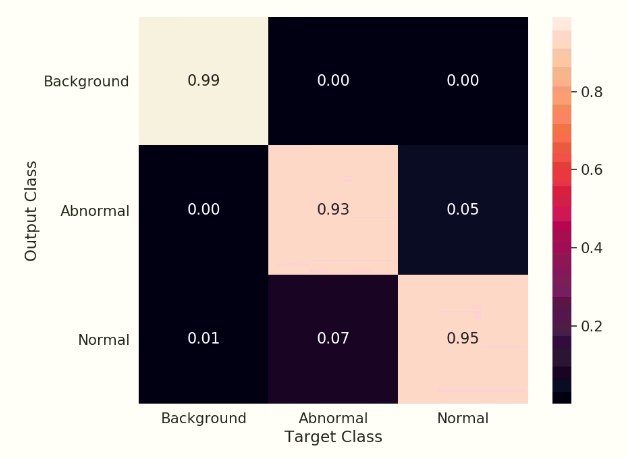 Background 0.99 0.00 0.00
0.8
0.6
Output Class
Abnormal 0.00 0.93 0.05
0.4
0.2
Normal 0.01 0.07 0.95
Background Abnormal Normal
Target Class